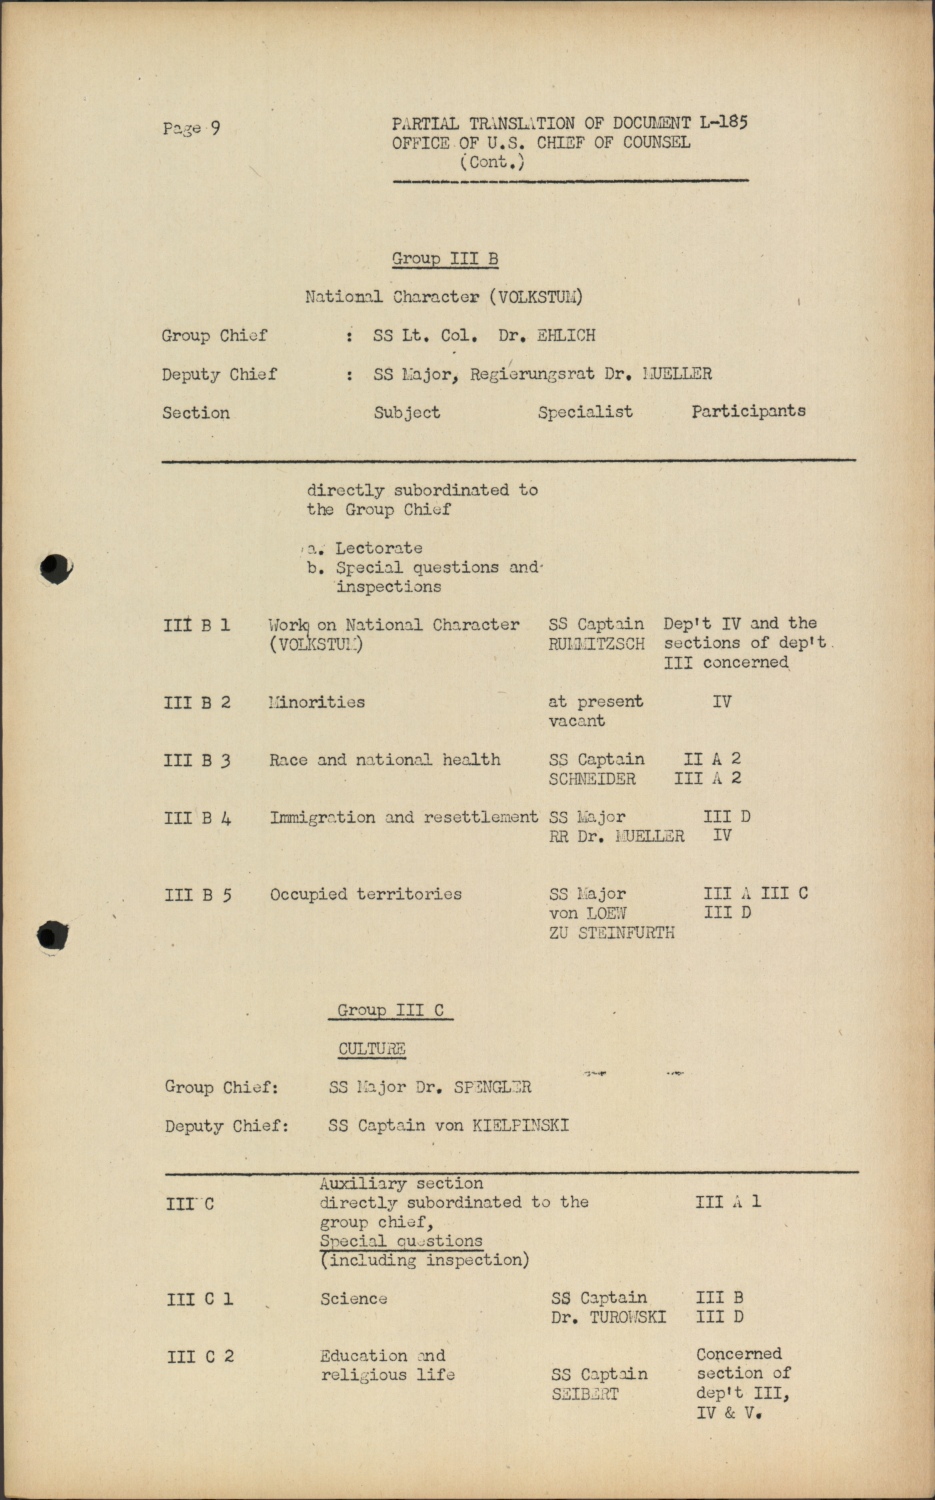 Page 9
PARTIAL TRANSLATION OF DOCUMENT L-185
OFFICE OF U.S. CHIEF OF COUNSEL
(Cont.)
Group III B
National Character (VOLKSTUM)
Group Chief : SS Lt. Col. Dr. EHLICH
Deputy Chief : SS Major, Regierungsrat Dr. MUELLER
Section Subject Specialist Participants
directly subordinated to
the Group Chief
a. Lectorate
b. Special questions and
inspections
III B 1 Work on National Character SS Captain Dep't IV and the
(VOLKSTUM) RUMMITZSCH sections of dep't.
III concerned
III B 2 Minorities at present IV
vacant
III B 3 Race and national health SS Captain II A 2
SCHNEIDER III A 2
III B 4 Immigration and resettlement SS Major III D
RR Dr. MUELLER IV
III B 5 Occupied territories SS Major III A III C
von LOEW III D
ZU STEINFURTH
Group III C
CULTURE
Group Chief: SS Major Dr. SPENGLER
Deputy Chief: SS Captain von KIELPINSKI
Auxiliary section
III C directly subordinated to the III A 1
group chief,
Special questions
(including inspection)
III C 1 Science SS Captain III B
Dr. TUROWSKI III D
III C 2 Education and Concerned
religious life SS Captain section of
SEIBERT dep't III,
IV & V.